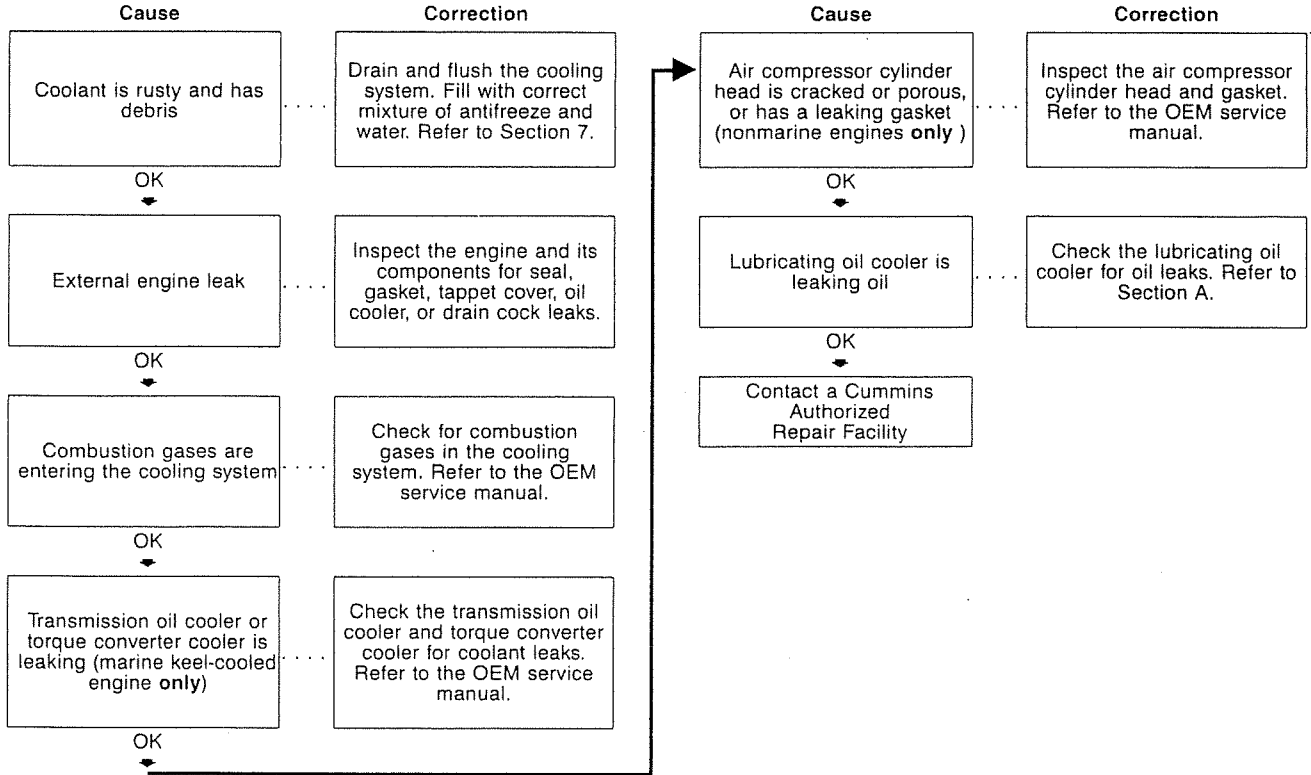 Cause
Correction
Coolant is rusty and has
debris
Drain and flush the cooling
system. Fill with correct
mixture of antifreeze and
water. Refer to Section 7.
OK
External engine leak
Inspect the engine and its
components for seal,
gasket, tappet cover, oil
cooler, or drain cock leaks.
OK
Combustion gases are
entering the cooling system
Check for combustion
gases in the cooling
system. Refer to the OEM
service manual.
OK
Transmission oil cooler or
torque converter cooler is
leaking (marine keel-cooled
engine only)
Check the transmission oil
cooler and torque converter
cooler for coolant leaks.
Refer to the OEM service
manual.
OK
Cause
Correction
Air compressor cylinder
head is cracked or porous,
or has a leaking gasket
(nonmarine engines only )
Inspect the air compressor
cylinder head and gasket.
Refer to the OEM service
manual.
OK
Lubricating oil cooler is
leaking oil
Check the lubricating oil
cooler for oil leaks. Refer to
Section A.
OK
Contact a Cummins
Authorized
Repair Facility